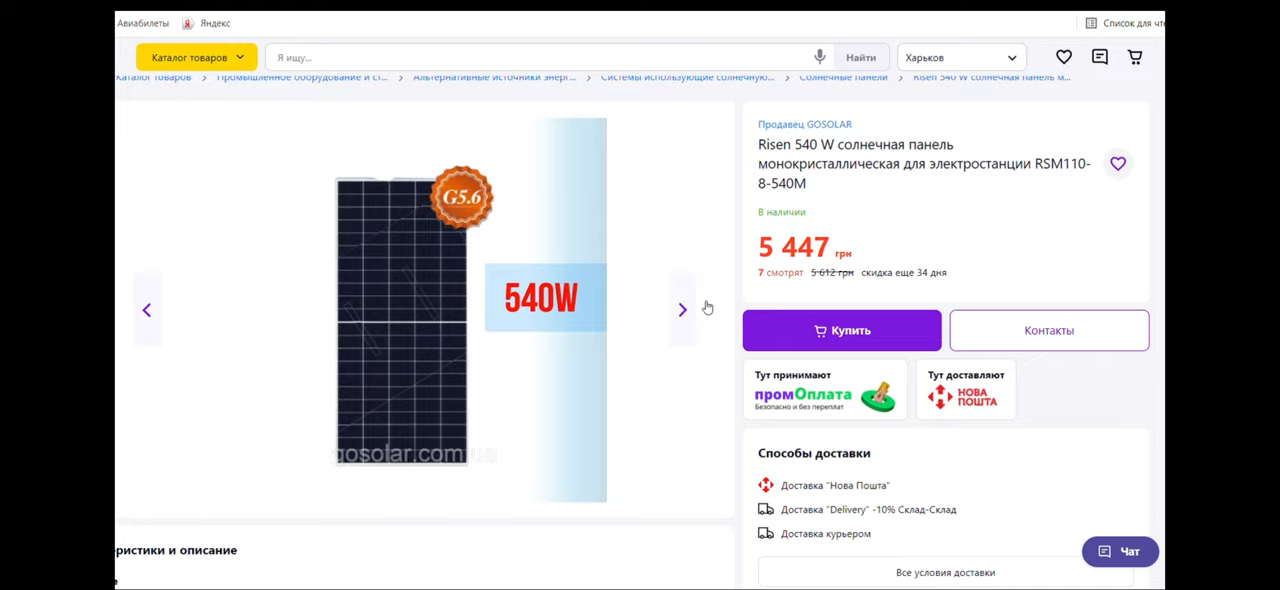 Авиабилеты
Яндекс
Список для чте
Каталог товаров
Я ищу...
Найти
Харьков
Каталог товаров
Промышленное оборудование и ст...
Альтернативные источники энерг...
Системы использующие солнечную...
Солнечные панели
Risen 540 W солнечная панель м...
G5.6
540W
gosolar.com.ua
Продавец GOSOLAR
Risen 540 W солнечная панель
монокристаллическая для электростанции RSM110-
8-540M
В наличии
5 447 грн
7 смотрят 5 612 грн скидка еще 34 дня
Купить
Контакты
Тут принимают
промОплата
Безопасно и без переплат
Тут доставляют
НОВА
ПОШТА
Способы доставки
Доставка "Нова Пошта"
Доставка "Delivery" -10% Склад-Склад
Доставка курьером
Все условия доставки
Чат
ористики и описание